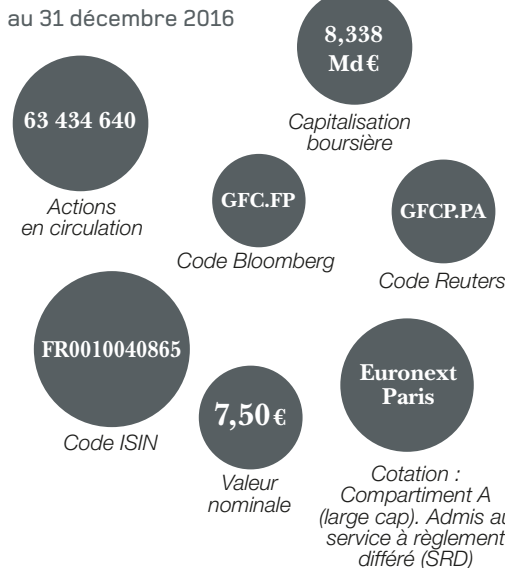 au 31 décembre 2016
8,338
Md€
Capitalisation
boursière
63 434 640
Actions
en circulation
GFC.FP
Code Bloomberg
GFCP.PA
Code Reuters
FR0010040865
Code ISIN
7,50€
Valeur
nominale
Euronext
Paris
Cotation :
Compartiment A
(large cap). Admis au
service à règlement
différé (SRD)